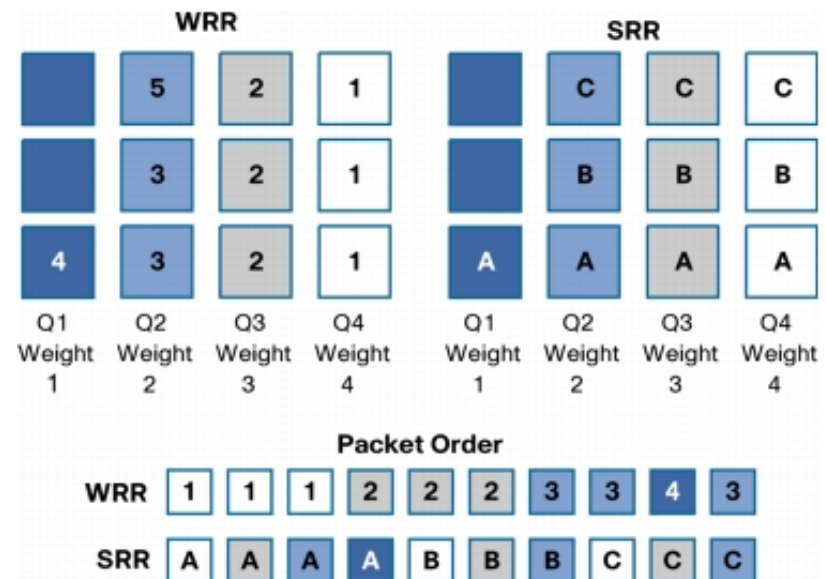 WRR
5 2 1
3 2 1
4 3 2 1
Q1 Q2 Q3 Q4
Weight Weight Weight Weight
1 2 3 4
SRR
C C C
B B B
A A A A
Q1 Q2 Q3 Q4
Weight Weight Weight Weight
1 2 3 4
Packet Order
WRR 1 1 1 2 2 2 3 3 4 3
SRR A A A A B B B C C C